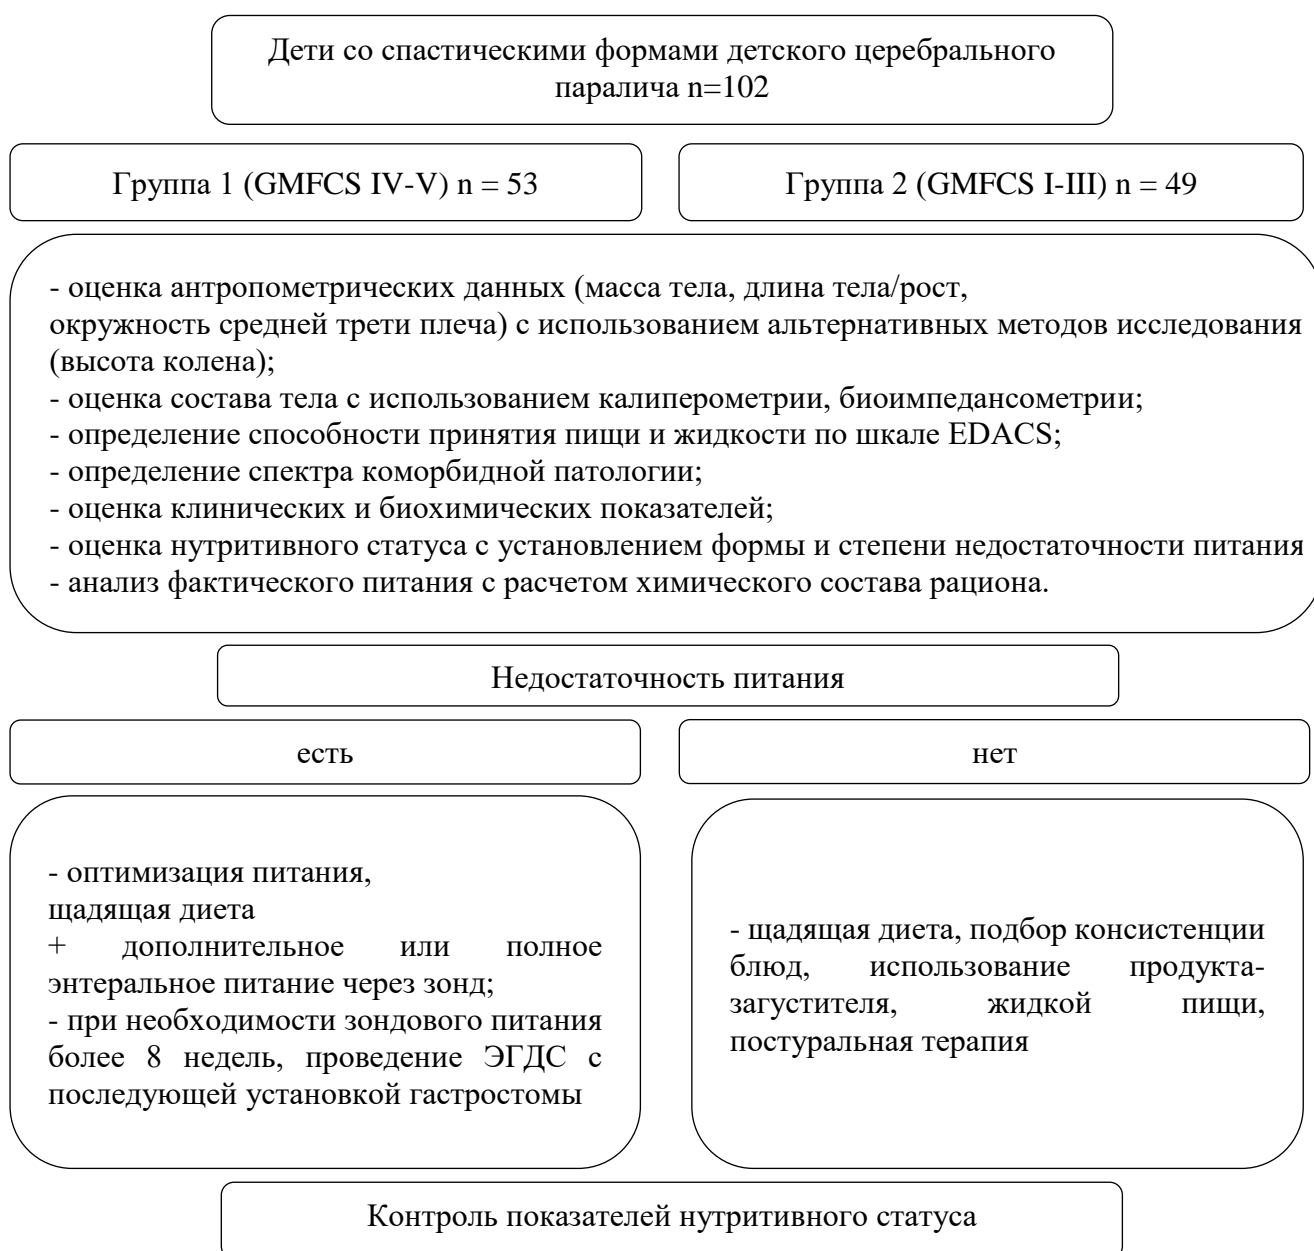 Дети со спастическими формами детского церебрального
паралича n=102
Группа 1 (GMFCS IV-V) n = 53
Группа 2 (GMFCS I-III) n = 49
- оценка антропометрических данных (масса тела, длина тела/рост,
окружность средней трети плеча) с использованием альтернативных методов исследования
(высота колена);
- оценка состава тела с использованием калиперометрии, биоимпедансометрии;
- определение способности принятия пищи и жидкости по шкале EDACS;
- определение спектра коморбидной патологии;
- оценка клинических и биохимических показателей;
- оценка нутритивного статуса с установлением формы и степени недостаточности питания
- анализ фактического питания с расчетом химического состава рациона.
Недостаточность питания
есть
нет
- оптимизация питания,
щадящая диета
+ дополнительное или полное
энтеральное питание через зонд;
- при необходимости зондового питания
более 8 недель, проведение ЭГДС с
последующей установкой гастростомы
- щадящая диета, подбор консистенции
блюд, использование продукта-
загустителя, жидкой пищи,
постуральная терапия
Контроль показателей нутритивного статуса